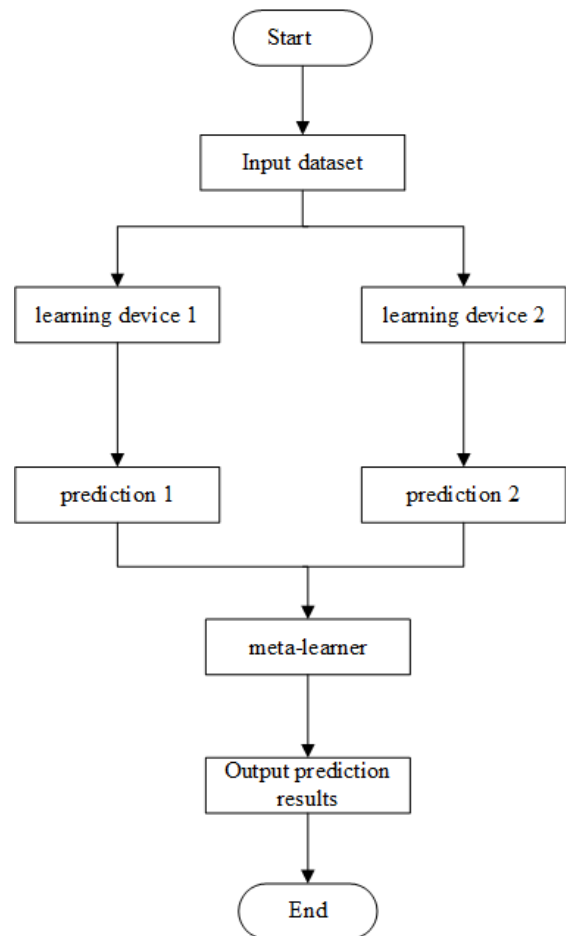 Start
Input dataset
learning device 1
learning device 2
prediction 1
prediction 2
meta-learner
Output prediction
results
End